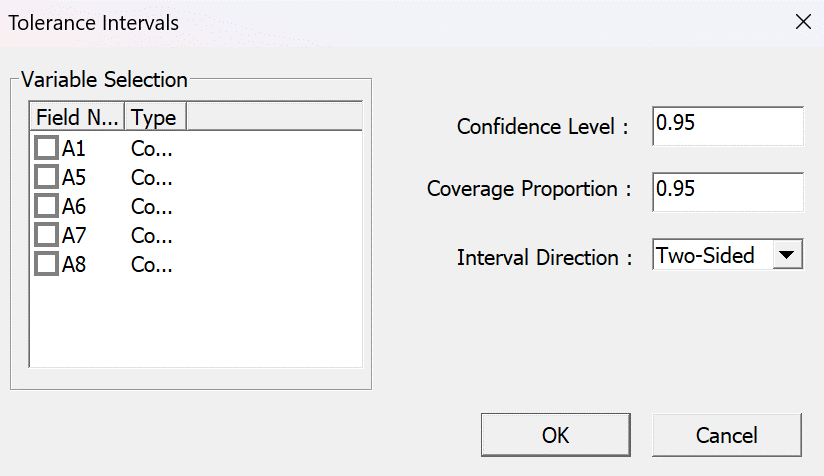 Tolerance Intervals
Variable Selection
Field N... Type
A1 Co...
A5 Co...
A6 Co...
A7 Co...
A8 Co...
Confidence Level : 0.95
Coverage Proportion : 0.95
Interval Direction : Two-Sided
OK Cancel